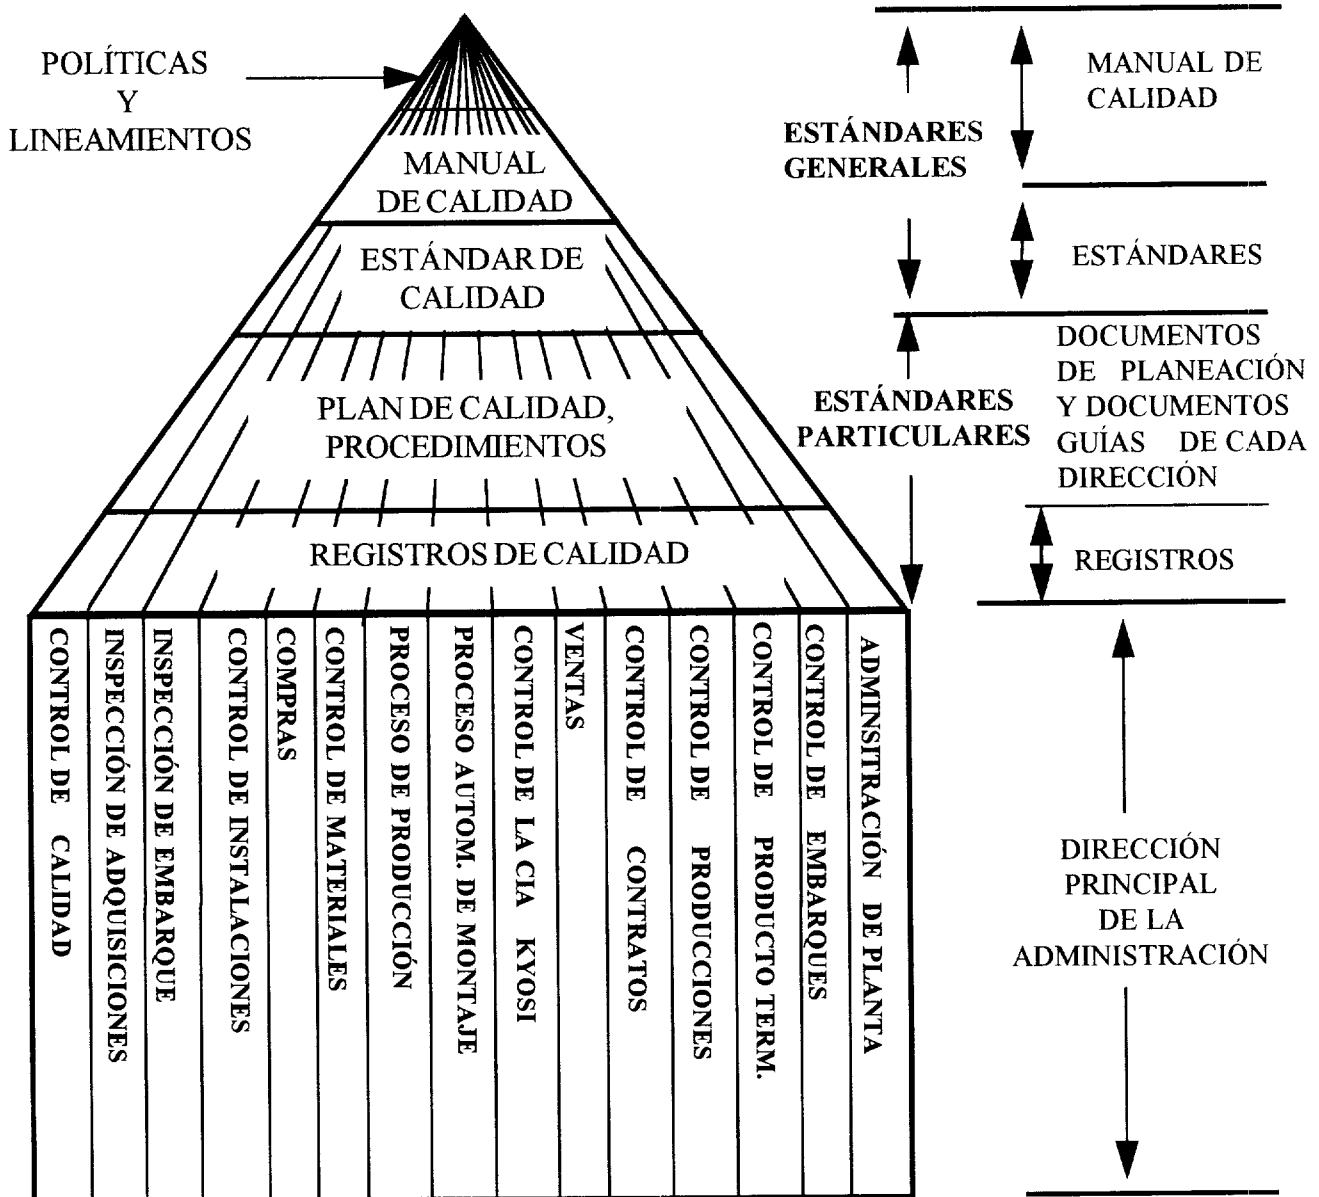 POLÍTICAS
Y
LINEAMIENTOS
MANUAL
DE CALIDAD
ESTÁNDAR DE
CALIDAD
PLAN DE CALIDAD,
PROCEDIMIENTOS
REGISTROS DE CALIDAD
CONTROL DE CALIDAD
INSPECCIÓN DE ADQUISICIONES
INSPECCIÓN DE EMBARQUE
CONTROL DE INSTALACIONES
COMPRAS
CONTROL DE MATERIALES
PROCESO DE PRODUCCIÓN
PROCESO AUTOM. DE MONTAJE
CONTROL DE LA CIA KYOSI
VENTAS
CONTROL DE CONTRATOS
CONTROL DE PRODUCCIONES
CONTROL DE PRODUCTO TERM.
CONTROL DE EMBARQUES
ADMINSITRACIÓN DE PLANTA
ESTÁNDARES
GENERALES
ESTÁNDARES
PARTICULARES
MANUAL DE
CALIDAD
ESTÁNDARES
DOCUMENTOS
DE PLANEACIÓN
Y DOCUMENTOS
GUÍAS DE CADA
DIRECCIÓN
REGISTROS
DIRECCIÓN
PRINCIPAL
DE LA
ADMINISTRACIÓN